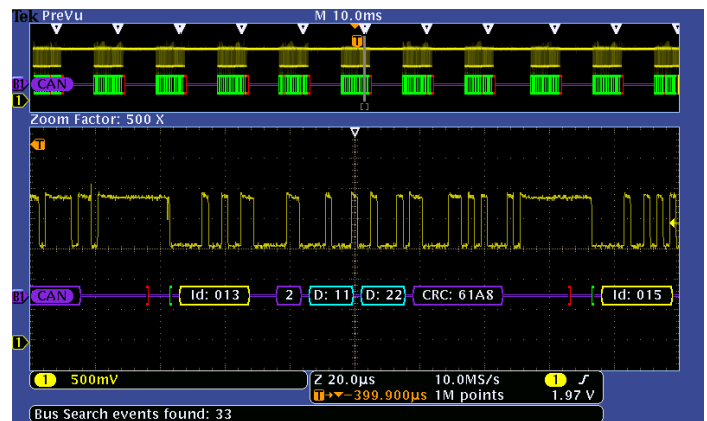 Tek PreVu M 10.0ms
T
B1 CAN
1
Zoom Factor: 500 X
T
B1 CAN Id: 013 2 D: 11 D: 22 CRC: 61A8 Id: 015
1
1 500mV Z 20.0µs 10.0MS/s 1
T→▼−399.900µs 1M points 1.97 V
Bus Search events found: 33